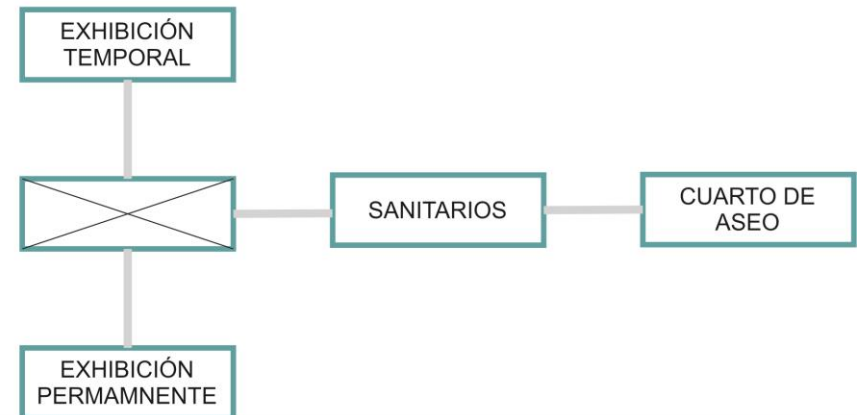 EXHIBICIÓN
TEMPORAL
SANITARIOS
CUARTO DE
ASEO
EXHIBICIÓN
PERMAMNENTE